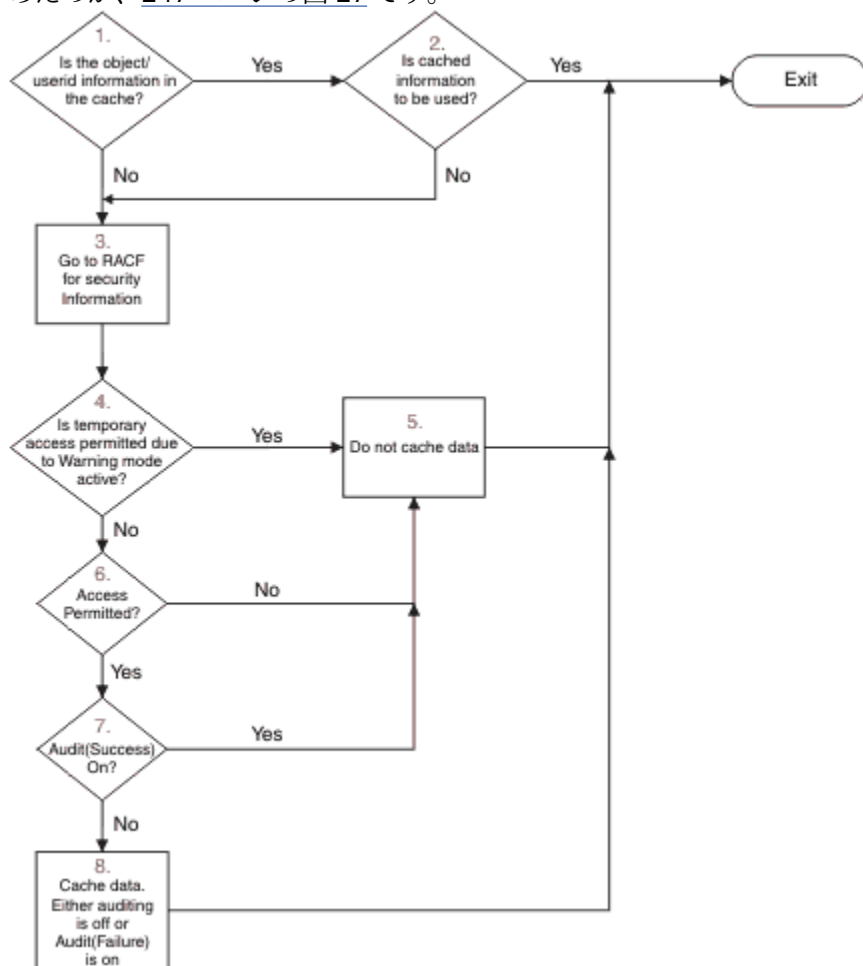 1.
Is the object/
userid information in
the cache?
Yes
2.
Is cached
information
to be used?
Yes
Exit
No
No
3.
Go to RACF
for security
Information
4.
Is temporary
access permitted due
to Warning mode
active?
Yes
5.
Do not cache data
No
6.
Access
Permitted?
No
Yes
7.
Audit(Success)
On?
Yes
No
8.
Cache data.
Either auditing
is off or
Audit(Failure)
is on